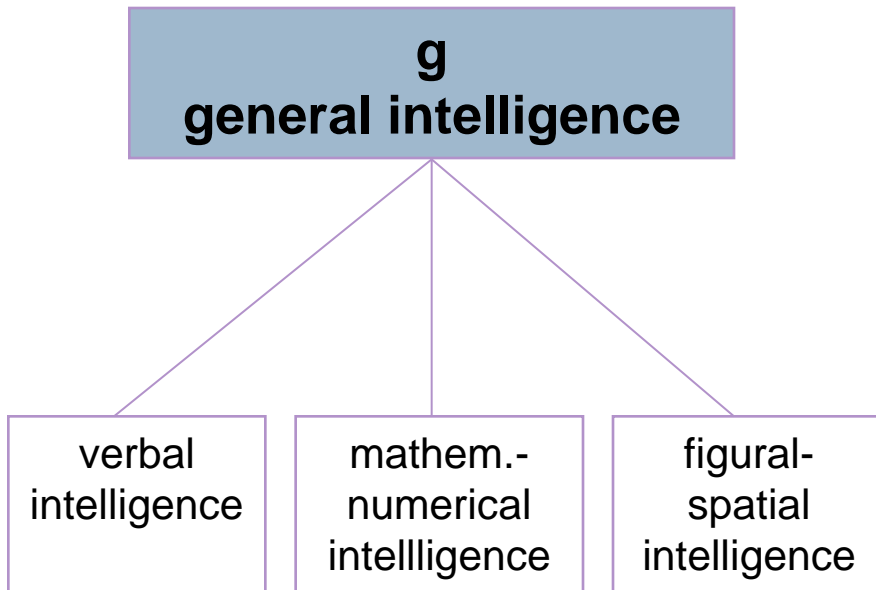 g
general intelligence
verbal
intelligence
mathem.-
numerical
intellligence
figural-
spatial
intelligence